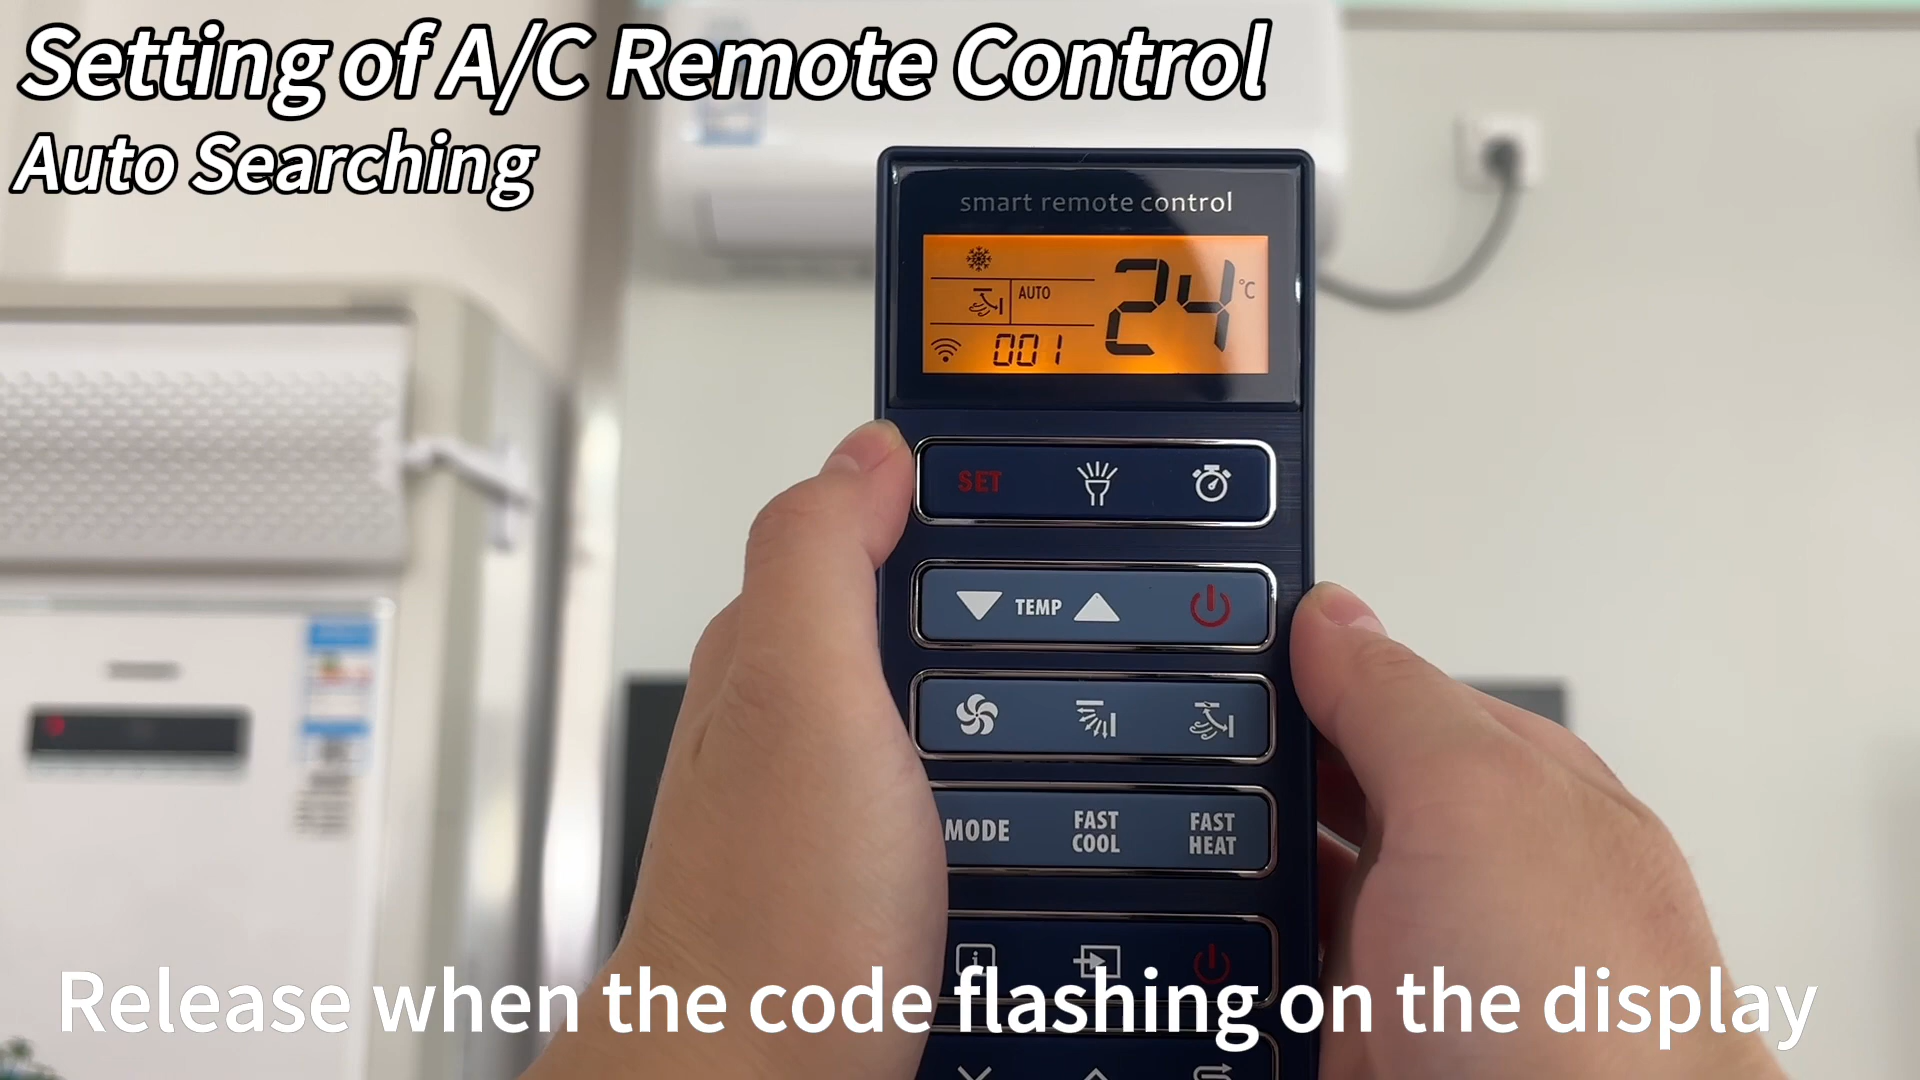 Setting of A/C Remote Control
Auto Searching
smart remote control
AUTO
24°C
001
SET
TEMP
MODE
FAST COOL
FAST HEAT
Release when the code flashing on the display